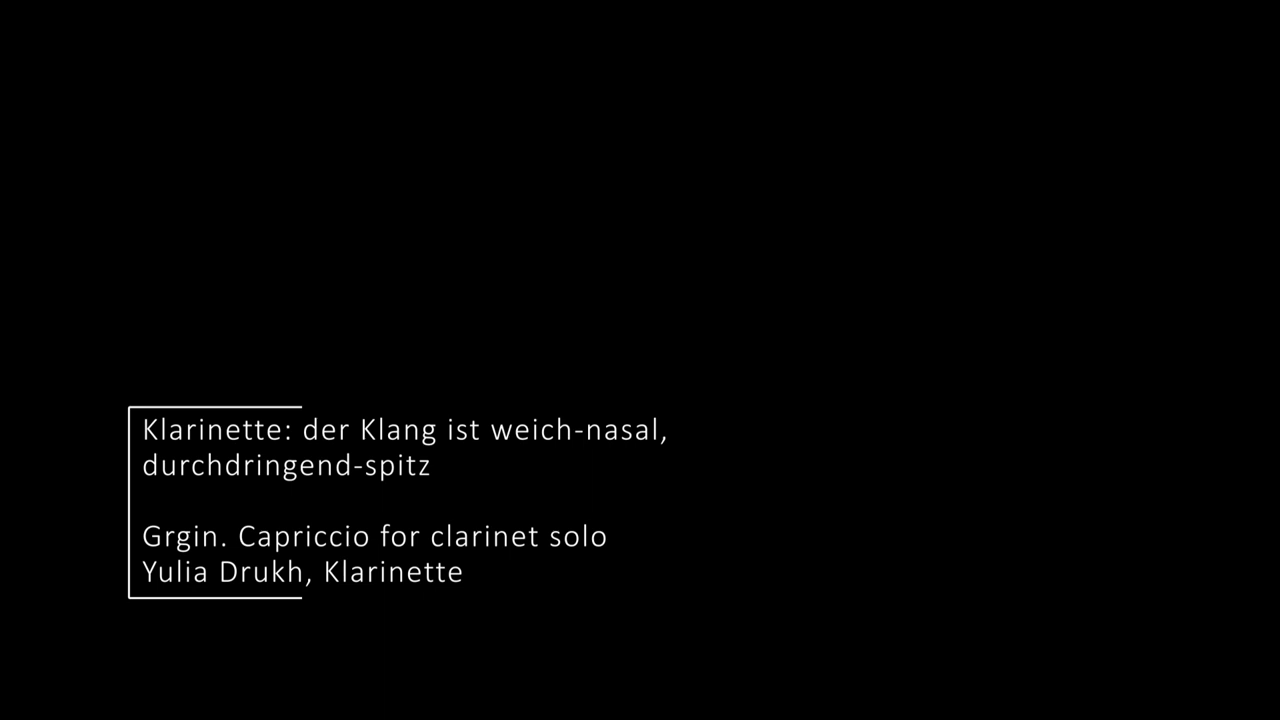 Klarinette: der Klang ist weich-nasal,
durchdringend-spitz
Grgin. Capriccio for clarinet solo
Yulia Drukh, Klarinette